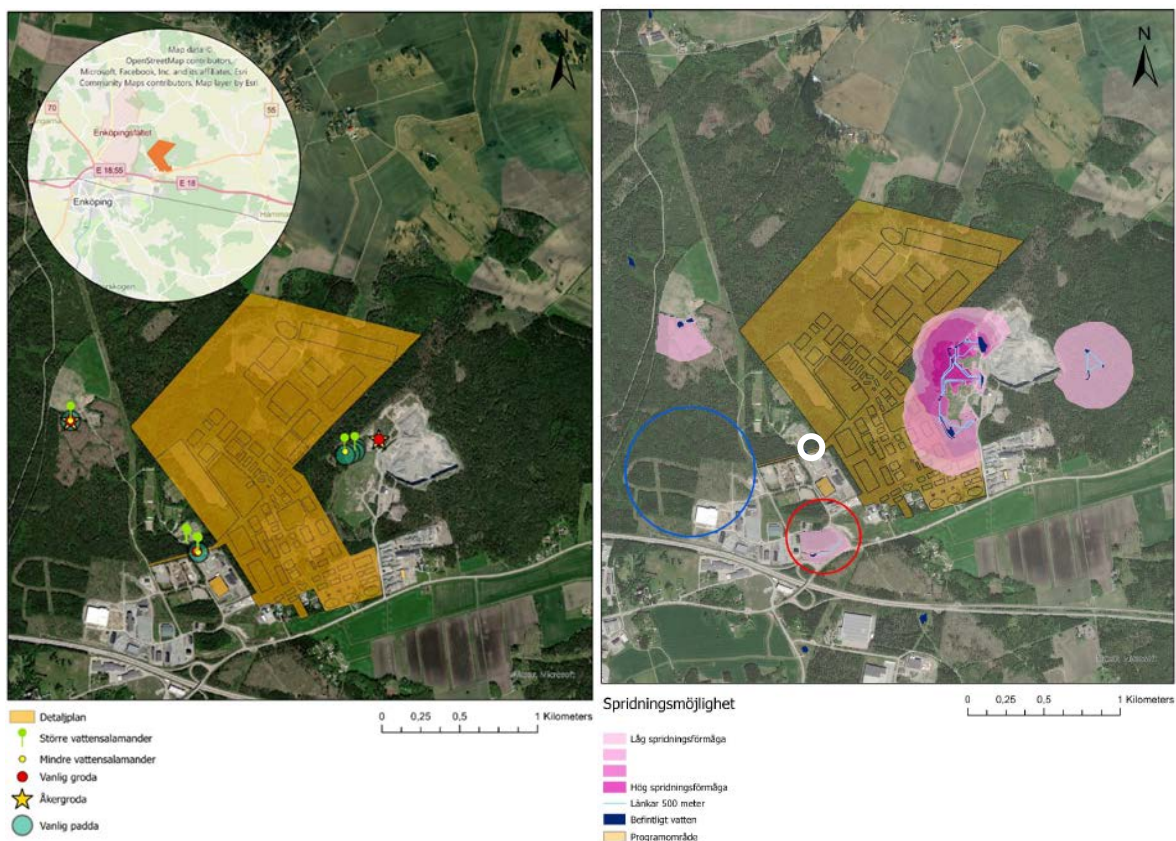 Map data ©
OpenStreetMap contributors,
Microsoft, Facebook, Inc. and its affiliates, Esri
Community Maps contributors, Map layer by Esri
70
55
Enköpingsfältet
E 18;55
E 18
Enköping
N
N
0 0,25 0,5 1 Kilometers
Detaljplan
Större vattensalamander
Mindre vattensalamander
Vanlig groda
Åkergroda
Vanlig padda
Spridningsmöjlighet
0 0,25 0,5 1 Kilometers
Låg spridningsförmåga
Hög spridningsförmåga
Länkar 500 meter
Befintligt vatten
Programområde